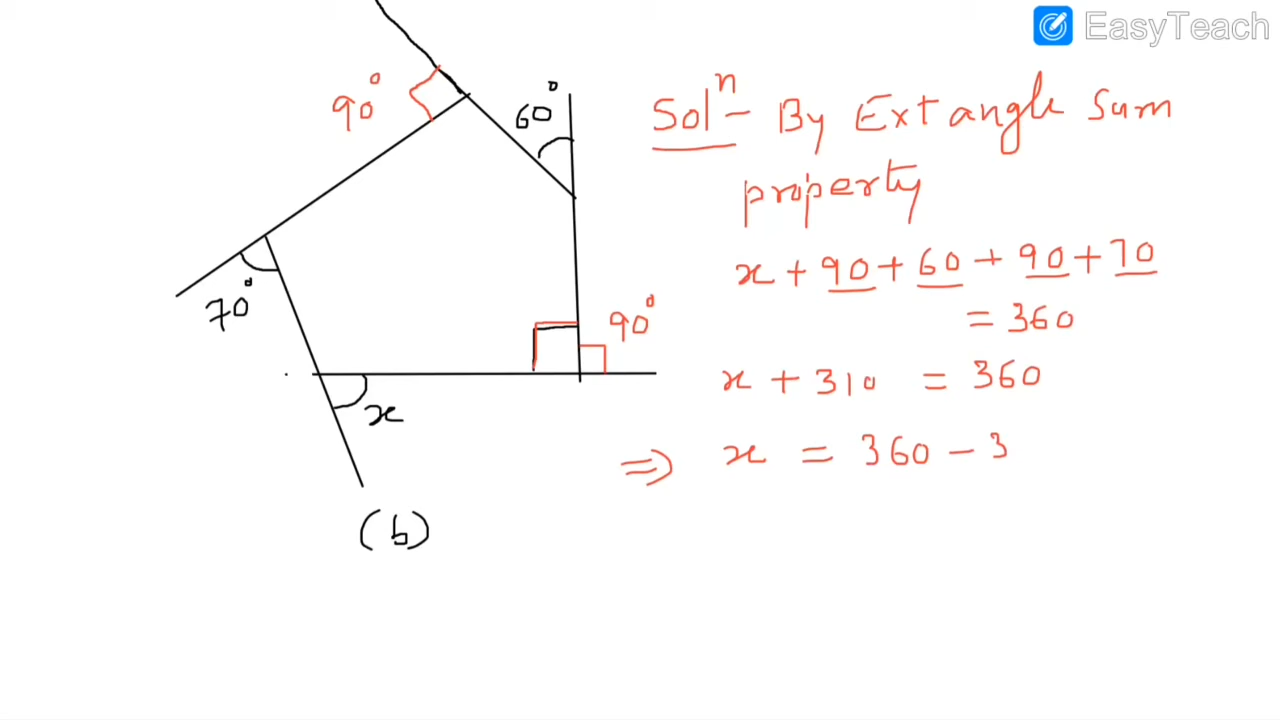 EasyTeach
90°
60°
Solⁿ- By Ext angle Sum
property
x + 90 + 60 + 90 + 70
= 360
70°
90°
x + 310 = 360
x
⇒ x = 360 - 3
(b)